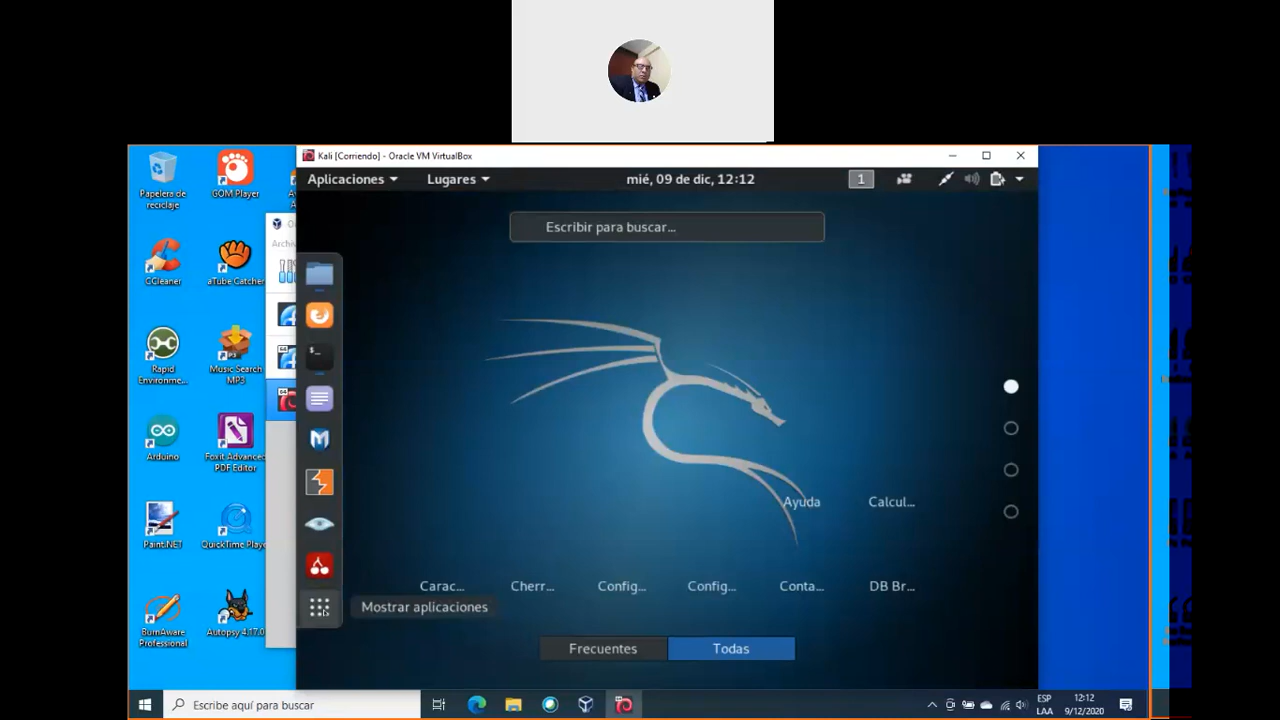 Kali [Corriendo] - Oracle VM VirtualBox
Aplicaciones
Lugares
mié, 09 de dic, 12:12
1
Escribir para buscar...
Papelera de
reciclaje
GOM Player
CCleaner
aTube Catcher
Archiv
Rapid
Environme...
Music Search
MP3
Arduino
Foxit Advanced
PDF Editor
Paint.NET
QuickTime Player
BurnAware
Professional
Autopsy 4.17.0
Ayuda
Calcul...
Carac...
Cherr...
Config...
Config...
Conta...
DB Br...
Mostrar aplicaciones
Frecuentes
Todas
Escribe aquí para buscar
ESP
LAA
12:12
9/12/2020